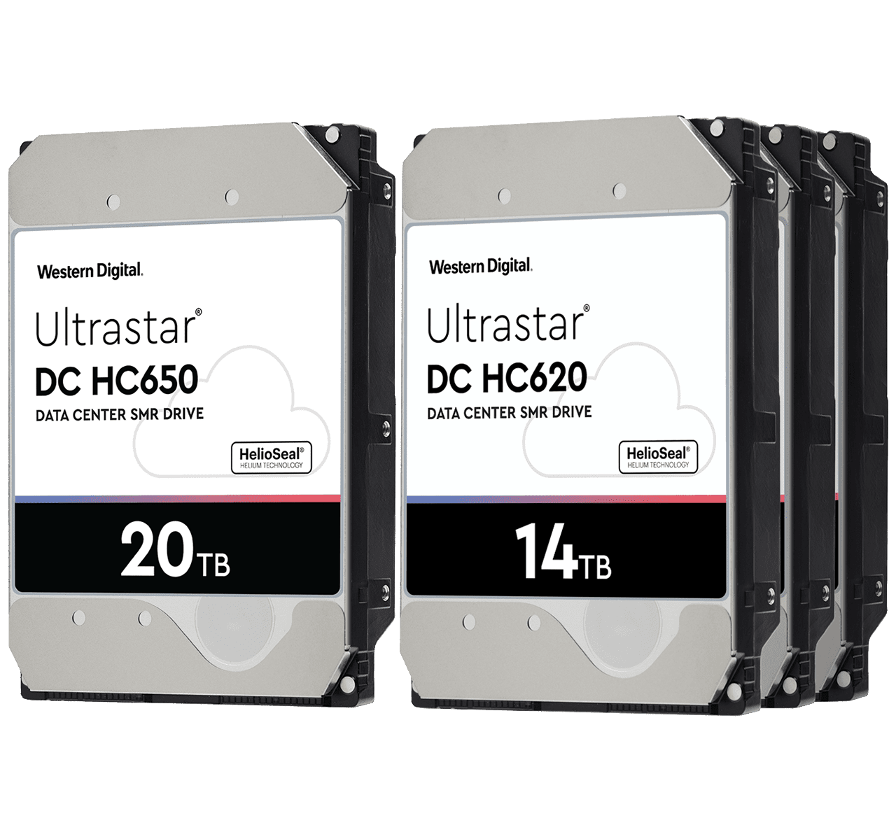 Western Digital.
Ultrastar®
DC HC650
DATA CENTER SMR DRIVE
HelioSeal®
HELIUM TECHNOLOGY
20TB
Western Digital.
Ultrastar®
DC HC620
DATA CENTER SMR DRIVE
HelioSeal®
HELIUM TECHNOLOGY
14TB